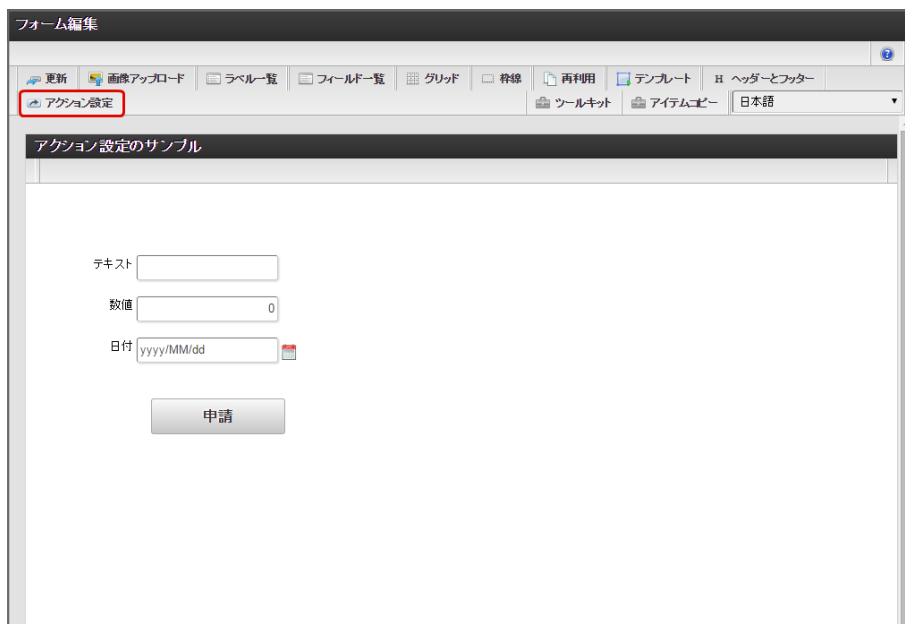 フォーム編集
更新 画像アップロード ラベル一覧 フィールド一覧 グリッド 枠線 再利用 テンプレート H ヘッダーとフッター
アクション設定 ツールキット アイテムコピー 日本語
アクション設定のサンプル
テキスト
数値 0
日付 yyyy/MM/dd
申請